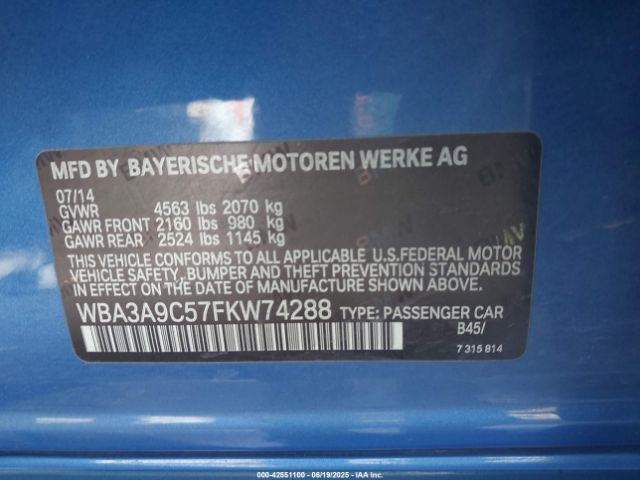 MFD BY BAYERISCHE MOTOREN WERKE AG
07/14
GVWR 4563 lbs 2070 kg
GAWR FRONT 2160 lbs 980 kg
GAWR REAR 2524 lbs 1145 kg
THIS VEHICLE CONFORMS TO ALL APPLICABLE U.S.FEDERAL MOTOR
VEHICLE SAFETY, BUMPER AND THEFT PREVENTION STANDARDS
IN EFFECT ON THE DATE OF MANUFACTURE SHOWN ABOVE.
WBA3A9C57FKW74288 TYPE: PASSENGER CAR
B45/
7 315 814
00-42551100 - 06/19/2025 - IAA Inc.